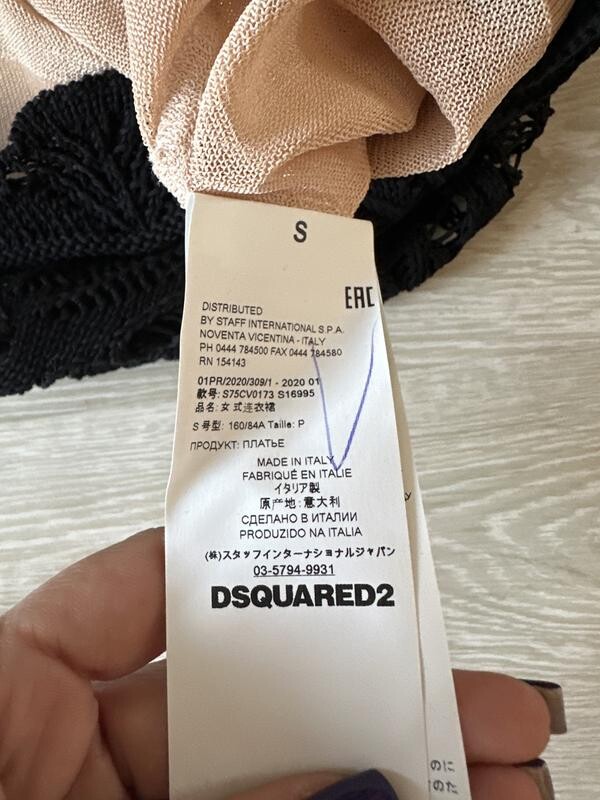 S
EAC
DISTRIBUTED
BY STAFF INTERNATIONAL S.P.A.
NOVENTA VICENTINA - ITALY
PH 0444 784500 FAX 0444 784580
RN 154143
01PR/2020/309/1 - 2020 01
款号: S75CV0173 S16995
品名: 女式连衣裙
S 号型: 160/84A Taille: P
ПРОДУКТ: ПЛАТЬЕ
MADE IN ITALY
FABRIQUÉ EN ITALIE
イタリア製
原产地: 意大利
СДЕЛАНО В ИТАЛИИ
PRODUZIDO NA ITALIA
(株)スタッフインターナショナルジャパン
03-5794-9931
DSQUARED2
Y
のに
のた